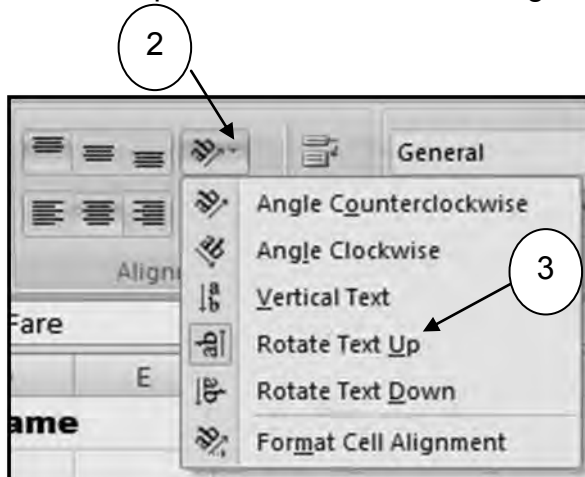 2
General
Angle Counterclockwise
Angle Clockwise
Vertical Text
3
Rotate Text Up
Fare
E
Rotate Text Down
Format Cell Alignment